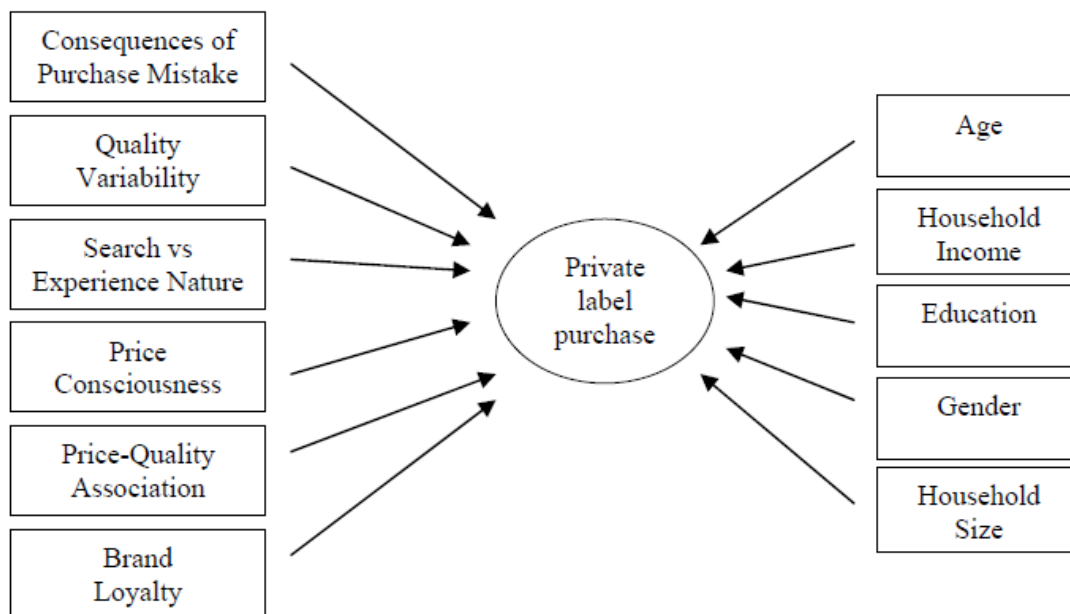 Consequences of
Purchase Mistake
Quality
Variability
Search vs
Experience Nature
Price
Consciousness
Price-Quality
Association
Brand
Loyalty
Private
label
purchase
Age
Household
Income
Education
Gender
Household
Size